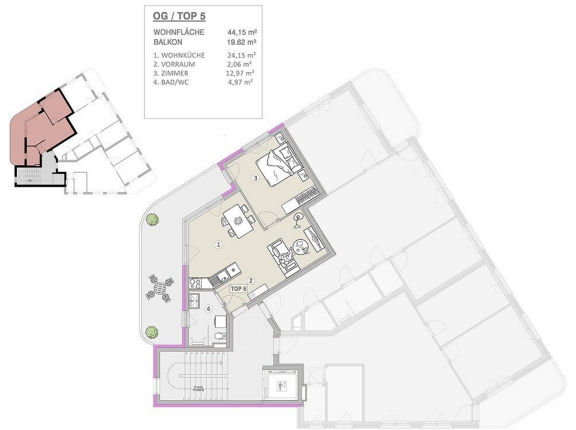 OG / TOP 5
WOHNFLÄCHE 44,15 m²
BALKON 19.62 m²
1. WOHNKÜCHE 24,15 m²
2. VORRAUM 2,06 m²
3. ZIMMER 12,97 m²
4. BAD/WC 4,97 m²
3
1
2
TOP 5
4